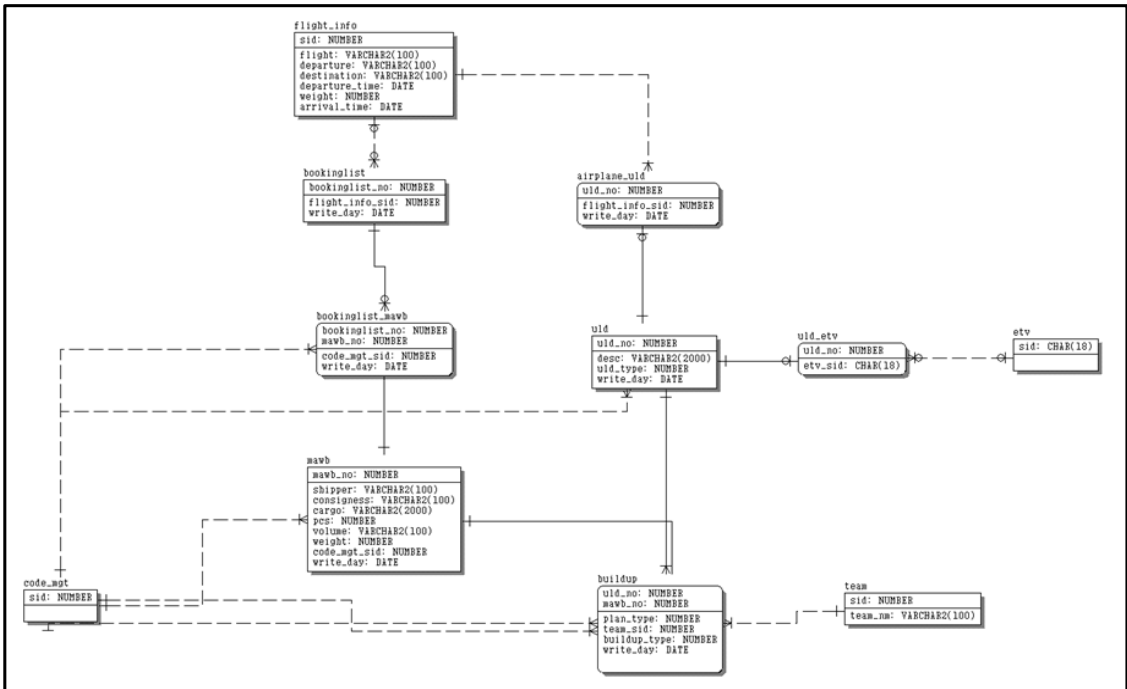 flight_info
sid: NUMBER
flight: VARCHAR2(100)
departure: VARCHAR2(100)
destination: VARCHAR2(100)
departure_time: DATE
weight: NUMBER
arrival_time: DATE
bookinglist
bookinglist_no: NUMBER
flight_info_sid: NUMBER
write_day: DATE
airplane_uld
uld_no: NUMBER
flight_info_sid: NUMBER
write_day: DATE
bookinglist_mawb
bookinglist_no: NUMBER
mawb_no: NUMBER
code_mgt_sid: NUMBER
write_day: DATE
uld
uld_no: NUMBER
desc: VARCHAR2(2000)
uld_type: NUMBER
write_day: DATE
uld_etv
uld_no: NUMBER
etv_sid: CHAR(18)
etv
sid: CHAR(18)
mawb
mawb_no: NUMBER
shipper: VARCHAR2(100)
consigness: VARCHAR2(100)
cargo: VARCHAR2(2000)
pcs: NUMBER
volume: VARCHAR2(100)
weight: NUMBER
code_mgt_sid: NUMBER
write_day: DATE
code_mgt
sid: NUMBER
buildup
uld_no: NUMBER
mawb_no: NUMBER
plan_type: NUMBER
team_sid: NUMBER
buildup_type: NUMBER
write_day: DATE
team
sid: NUMBER
team_nm: VARCHAR2(100)